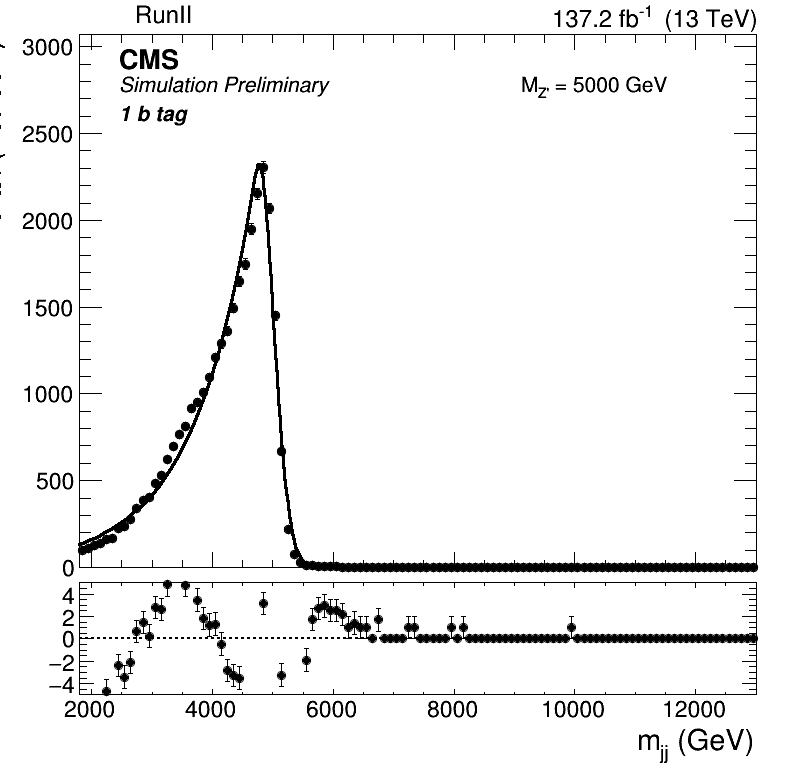 RunII 137.2 fb⁻¹ (13 TeV)
CMS
Simulation Preliminary
M_Z' = 5000 GeV
1 b tag
3000
2500
2000
1500
1000
500
0
4
2
0
−2
−4
2000 4000 6000 8000 10000 12000
m_jj (GeV)